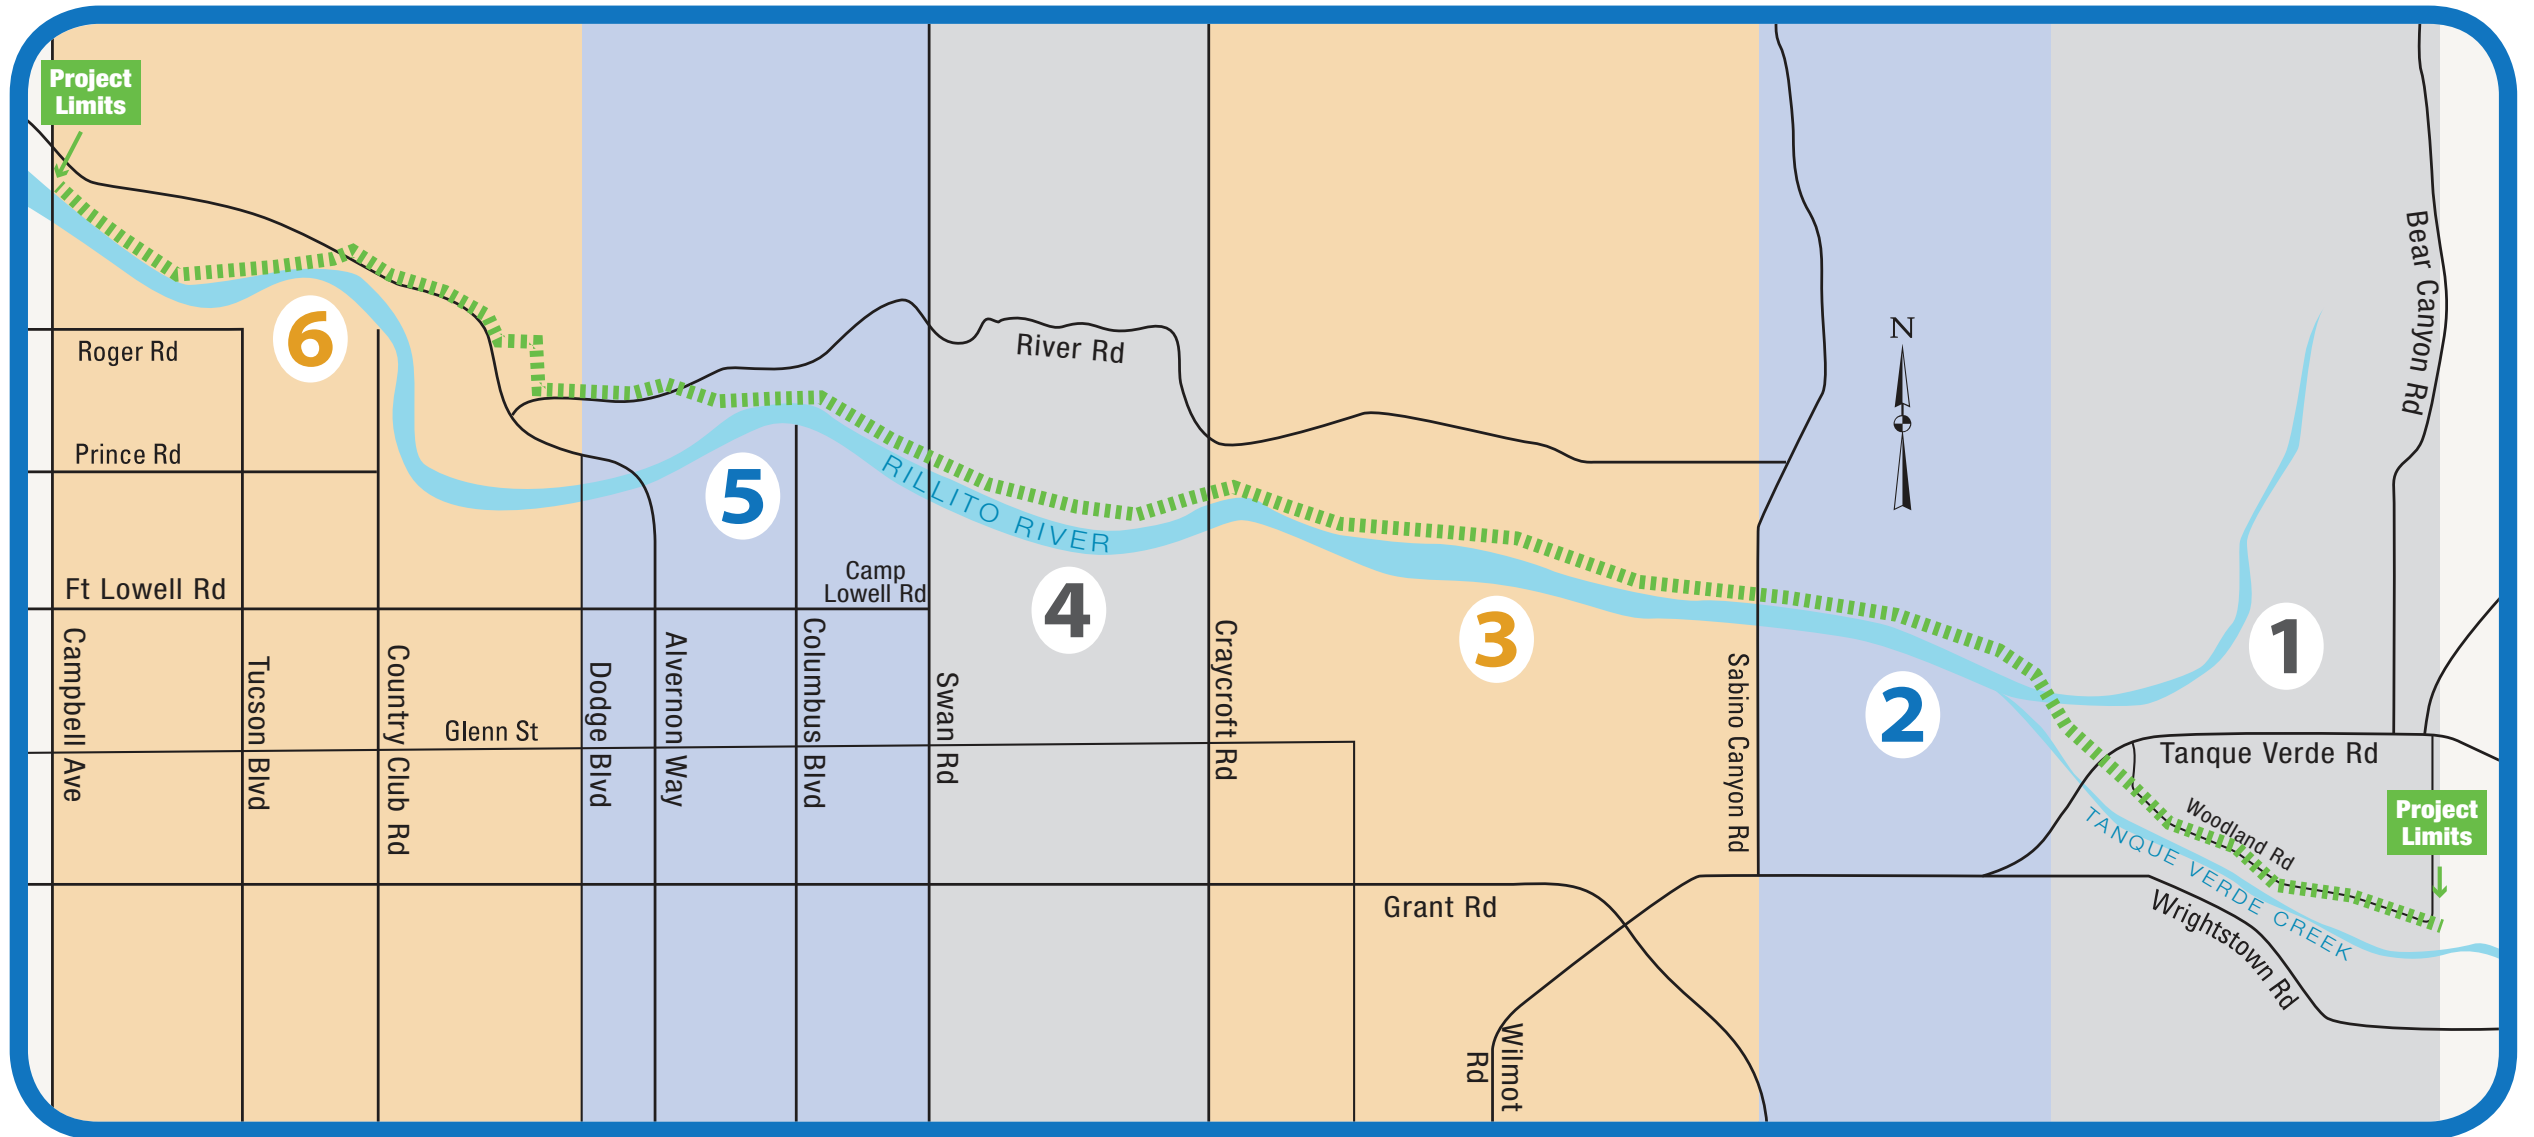 Project
Limits
N
Bear Canyon Rd
6
Roger Rd
River Rd
Prince Rd
5
RILLITO RIVER
4
3
2
1
Ft Lowell Rd
Camp
Lowell Rd
Campbell Ave
Tucson Blvd
Country Club Rd
Glenn St
Dodge Blvd
Alvernon Way
Columbus Blvd
Swan Rd
Craycroft Rd
Sabino Canyon Rd
Tanque Verde Rd
Woodland Rd
Project
Limits
TANQUE VERDE CREEK
Wrightstown Rd
Grant Rd
Wilmot
Rd